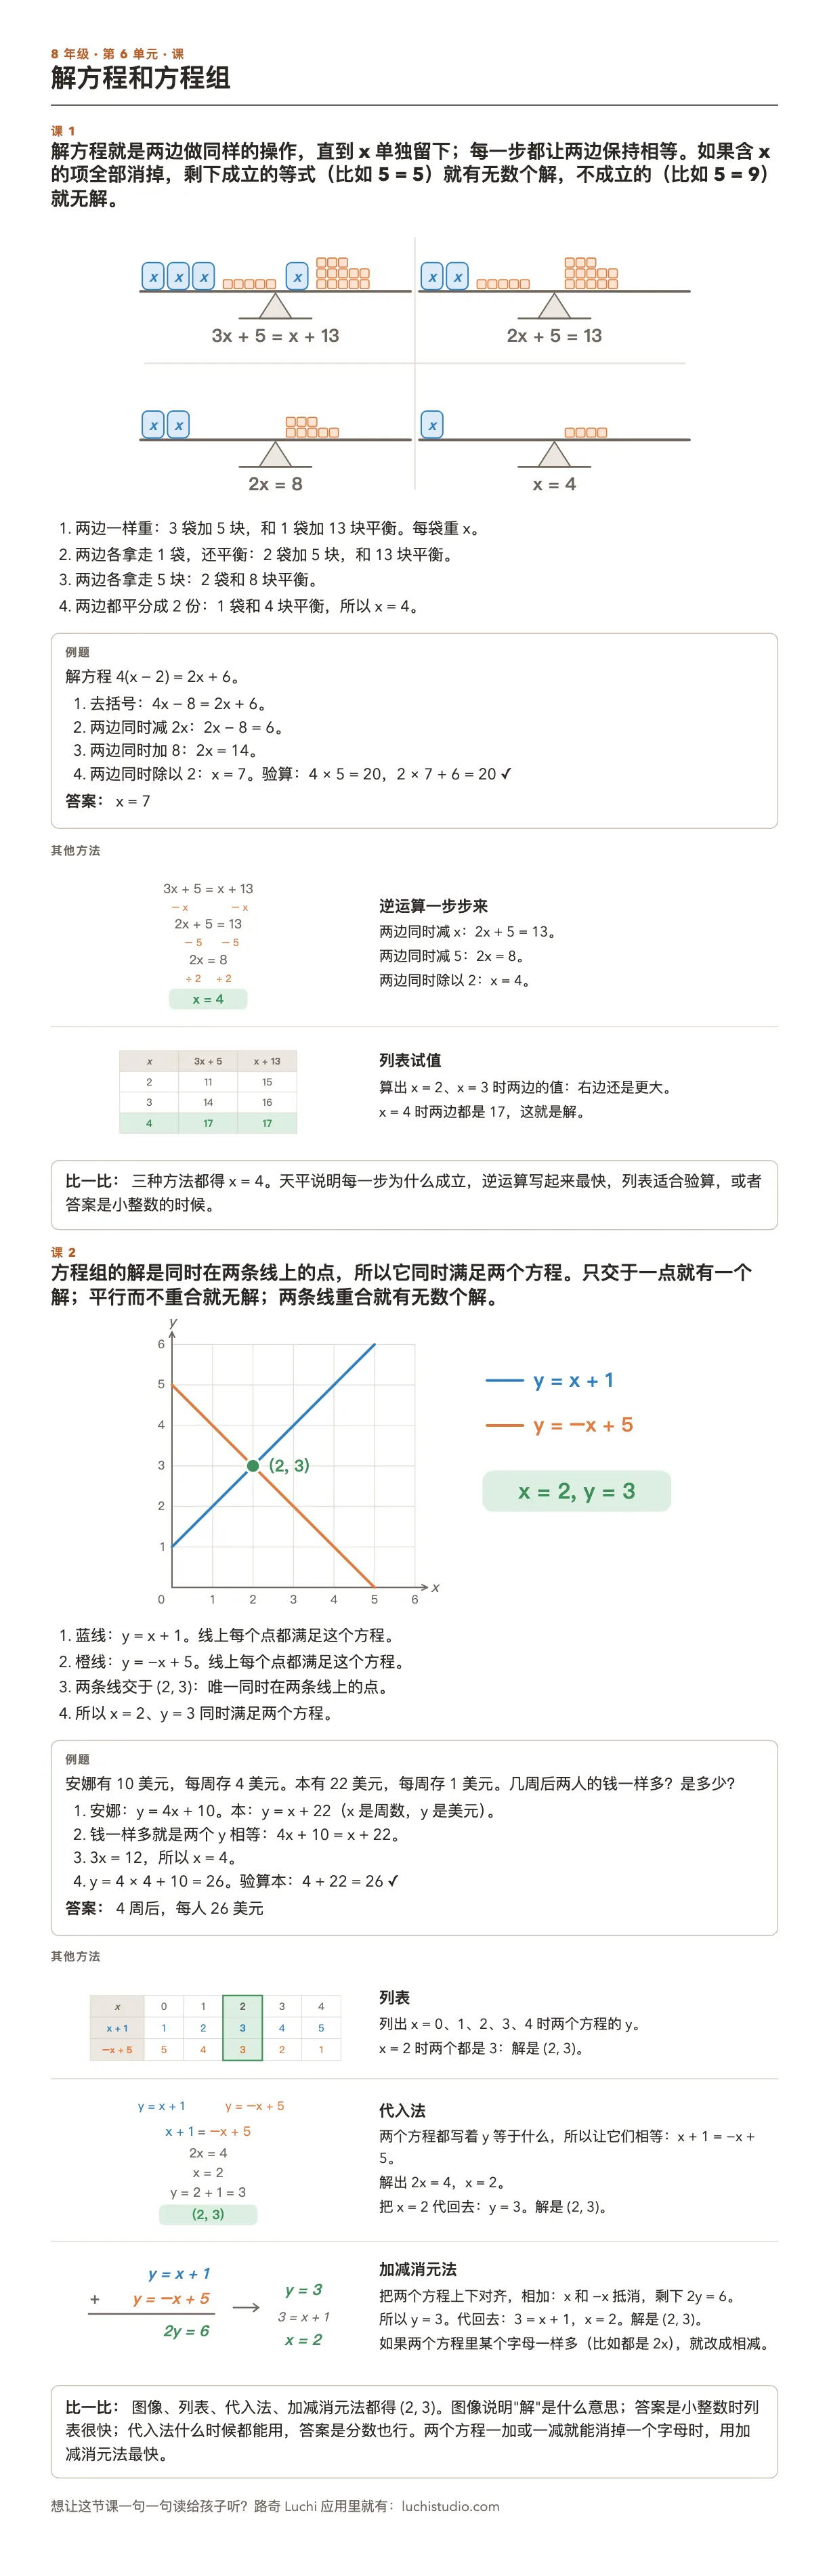 8 年级 · 第 6 单元 · 课
解方程和方程组
课 1
解方程就是两边做同样的操作，直到 x 单独留下；每一步都让两边保持相等。如果含 x
的项全部消掉，剩下成立的等式（比如 5 = 5）就有无数个解，不成立的（比如 5 = 9）
就无解。
x x x x
3x + 5 = x + 13
x x
2x + 5 = 13
x x
2x = 8
x
x = 4
1. 两边一样重：3 袋加 5 块，和 1 袋加 13 块平衡。每袋重 x。
2. 两边各拿走 1 袋，还平衡：2 袋加 5 块，和 13 块平衡。
3. 两边各拿走 5 块：2 袋和 8 块平衡。
4. 两边都平分成 2 份：1 袋和 4 块平衡，所以 x = 4。
例题
解方程 4(x − 2) = 2x + 6。
1. 去括号：4x − 8 = 2x + 6。
2. 两边同时减 2x：2x − 8 = 6。
3. 两边同时加 8：2x = 14。
4. 两边同时除以 2：x = 7。验算：4 × 5 = 20，2 × 7 + 6 = 20 ✓
答案： x = 7
其他方法
3x + 5 = x + 13
− x − x
2x + 5 = 13
− 5 − 5
2x = 8
÷ 2 ÷ 2
x = 4
逆运算一步步来
两边同时减 x：2x + 5 = 13。
两边同时减 5：2x = 8。
两边同时除以 2：x = 4。
x 3x + 5 x + 13
2 11 15
3 14 16
4 17 17
列表试值
算出 x = 2、x = 3 时两边的值：右边还是更大。
x = 4 时两边都是 17，这就是解。
比一比： 三种方法都得 x = 4。天平说明每一步为什么成立，逆运算写起来最快，列表适合验算，或者
答案是小整数的时候。
课 2
方程组的解是同时在两条线上的点，所以它同时满足两个方程。只交于一点就有一个
解；平行而不重合就无解；两条线重合就有无数个解。
y
6
5
4
3
2
1
0 1 2 3 4 5 6
x
(2, 3)
y = x + 1
y = −x + 5
x = 2, y = 3
1. 蓝线：y = x + 1。线上每个点都满足这个方程。
2. 橙线：y = −x + 5。线上每个点都满足这个方程。
3. 两条线交于 (2, 3)：唯一同时在两条线上的点。
4. 所以 x = 2、y = 3 同时满足两个方程。
例题
安娜有 10 美元，每周存 4 美元。本有 22 美元，每周存 1 美元。几周后两人的钱一样多？是多少？
1. 安娜：y = 4x + 10。本：y = x + 22（x 是周数，y 是美元）。
2. 钱一样多就是两个 y 相等：4x + 10 = x + 22。
3. 3x = 12，所以 x = 4。
4. y = 4 × 4 + 10 = 26。验算本：4 + 22 = 26 ✓
答案： 4 周后，每人 26 美元
其他方法
x 0 1 2 3 4
x + 1 1 2 3 4 5
−x + 5 5 4 3 2 1
列表
列出 x = 0、1、2、3、4 时两个方程的 y。
x = 2 时两个都是 3：解是 (2, 3)。
y = x + 1 y = −x + 5
x + 1 = −x + 5
2x = 4
x = 2
y = 2 + 1 = 3
(2, 3)
代入法
两个方程都写着 y 等于什么，所以让它们相等：x + 1 = −x +
5。
解出 2x = 4，x = 2。
把 x = 2 代回去：y = 3。解是 (2, 3)。
y = x + 1
+ y = −x + 5
2y = 6
y = 3
3 = x + 1
x = 2
加减消元法
把两个方程上下对齐，相加：x 和 −x 抵消，剩下 2y = 6。
所以 y = 3。代回去：3 = x + 1，x = 2。解是 (2, 3)。
如果两个方程里某个字母一样多（比如都是 2x），就改成相减。
比一比： 图像、列表、代入法、加减消元法都得 (2, 3)。图像说明"解"是什么意思；答案是小整数时列
表很快；代入法什么时候都能用，答案是分数也行。两个方程一加或一减就能消掉一个字母时，用加
减消元法最快。
想让这节课一句一句读给孩子听？路奇 Luchi 应用里就有：luchistudio.com